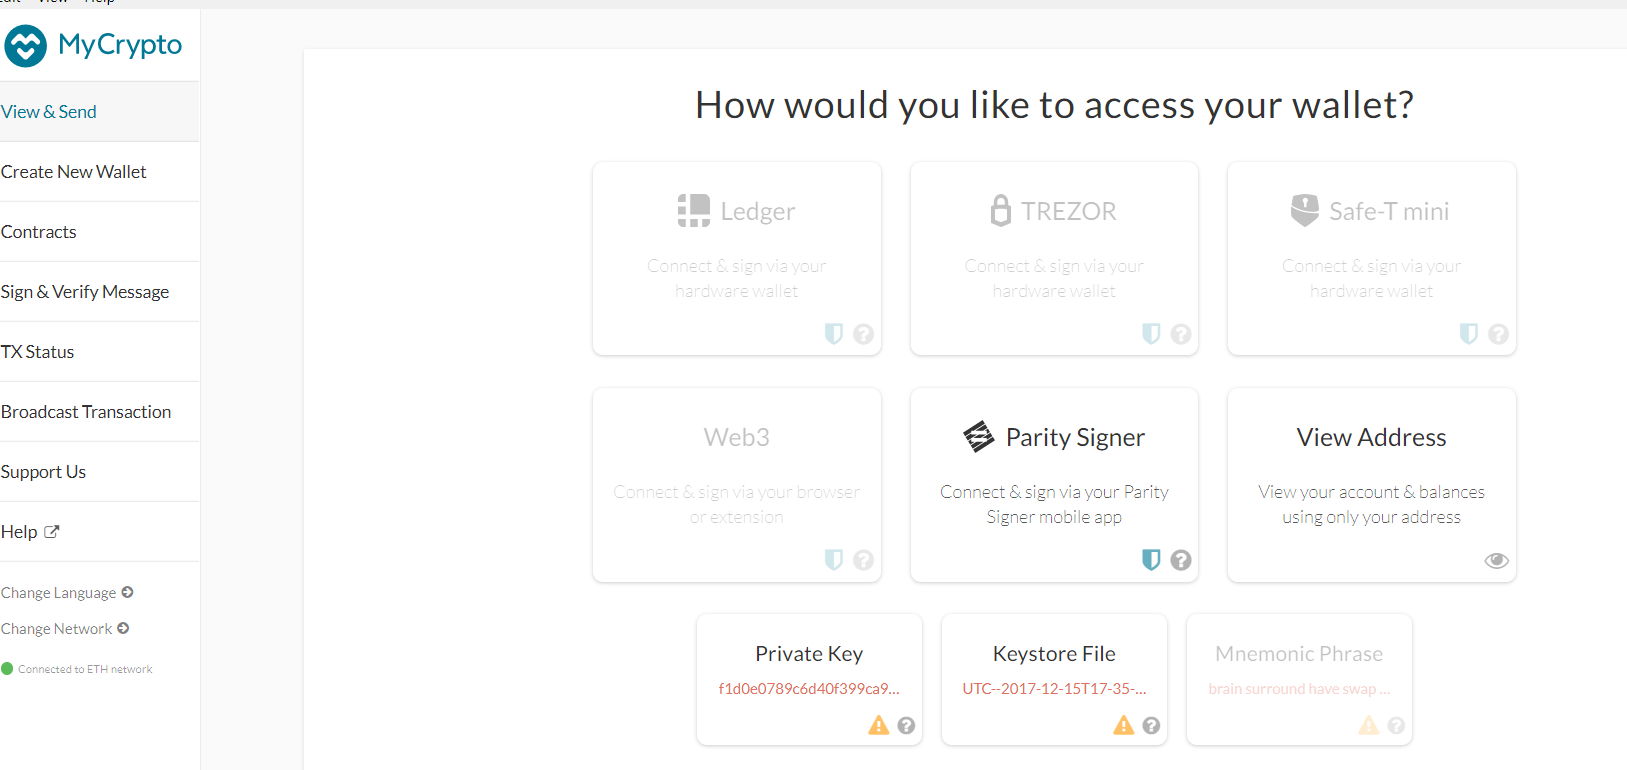 Edit View Help
MyCrypto
View & Send
Create New Wallet
Contracts
Sign & Verify Message
TX Status
Broadcast Transaction
Support Us
Help
Change Language
Change Network
Connected to ETH network
How would you like to access your wallet?
Ledger
Connect & sign via your
hardware wallet
TREZOR
Connect & sign via your
hardware wallet
Safe-T mini
Connect & sign via your
hardware wallet
Web3
Connect & sign via your browser
or extension
Parity Signer
Connect & sign via your Parity
Signer mobile app
View Address
View your account & balances
using only your address
Private Key
f1d0e0789c6d40f399ca9...
Keystore File
UTC--2017-12-15T17-35-...
Mnemonic Phrase
brain surround have swap ...